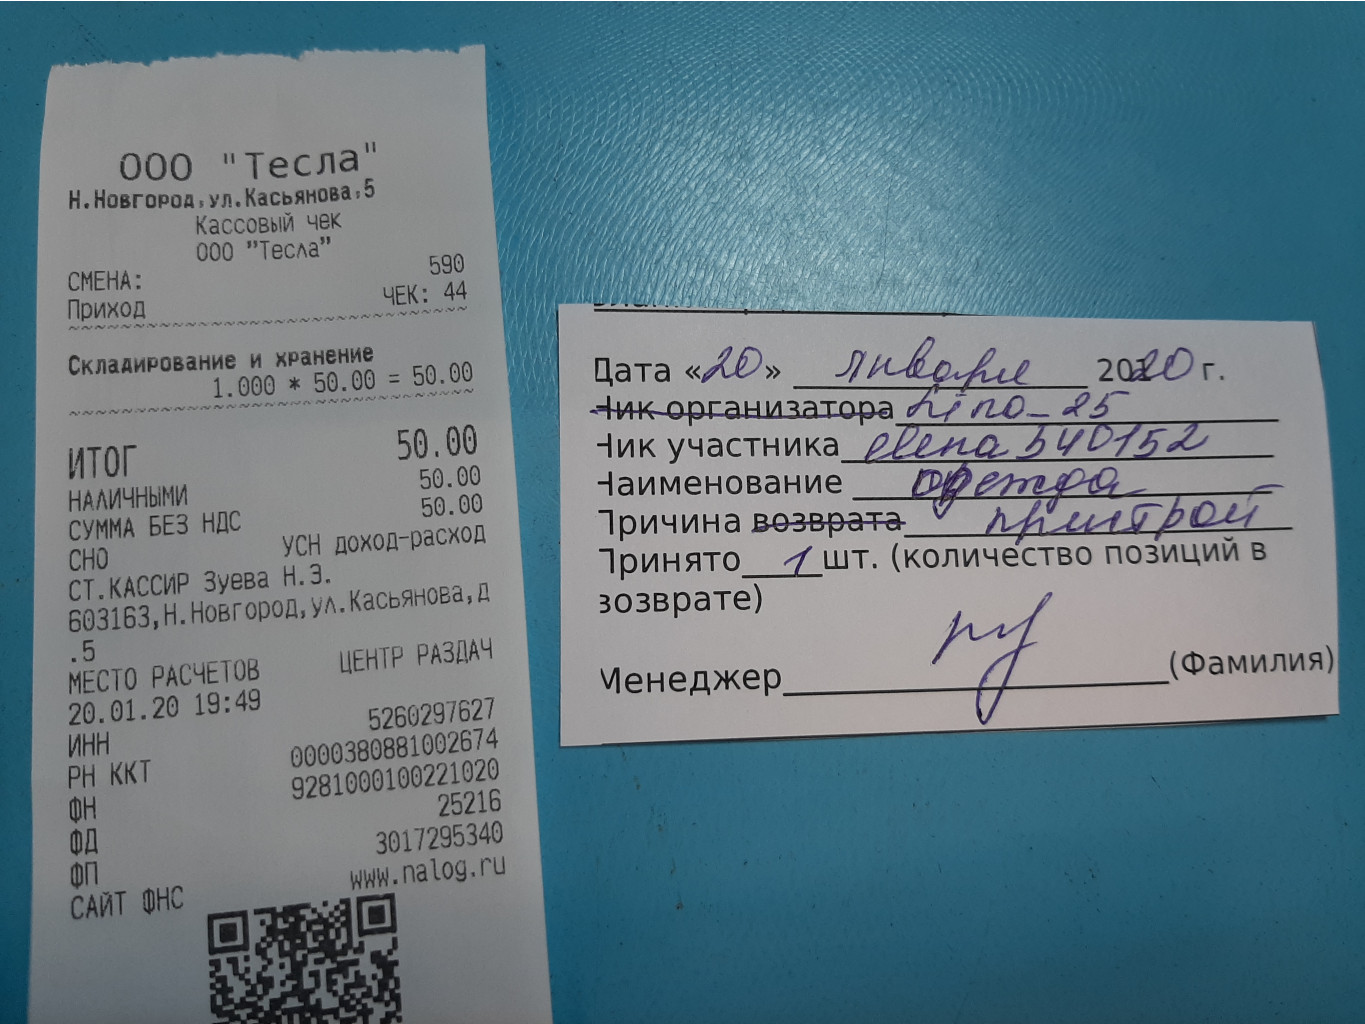 ООО "Тесла"
Н.Новгород,ул.Касьянова,5
Кассовый чек
ООО "Тесла"
СМЕНА: 590
Приход ЧЕК: 44
Складирование и хранение
1.000 * 50.00 = 50.00
ИТОГ 50.00
НАЛИЧНЫМИ 50.00
СУММА БЕЗ НДС 50.00
СНО УСН доход-расход
СТ.КАССИР Зуева Н.Э.
603163,Н.Новгород,ул.Касьянова,д
.5
МЕСТО РАСЧЕТОВ ЦЕНТР РАЗДАЧ
20.01.20 19:49
ИНН 5260297627
РН ККТ 0000380881002674
ФН 9281000100221020
ФД 25216
ФП 3017295340
САЙТ ФНС www.nalog.ru
Дата «20» января 2020 г.
Ник организатора
Ник участника elena540152
Наименование одежда
Причина возврата пристрой
Принято 1 шт. (количество позиций в
возврате)
Менеджер (Фамилия)